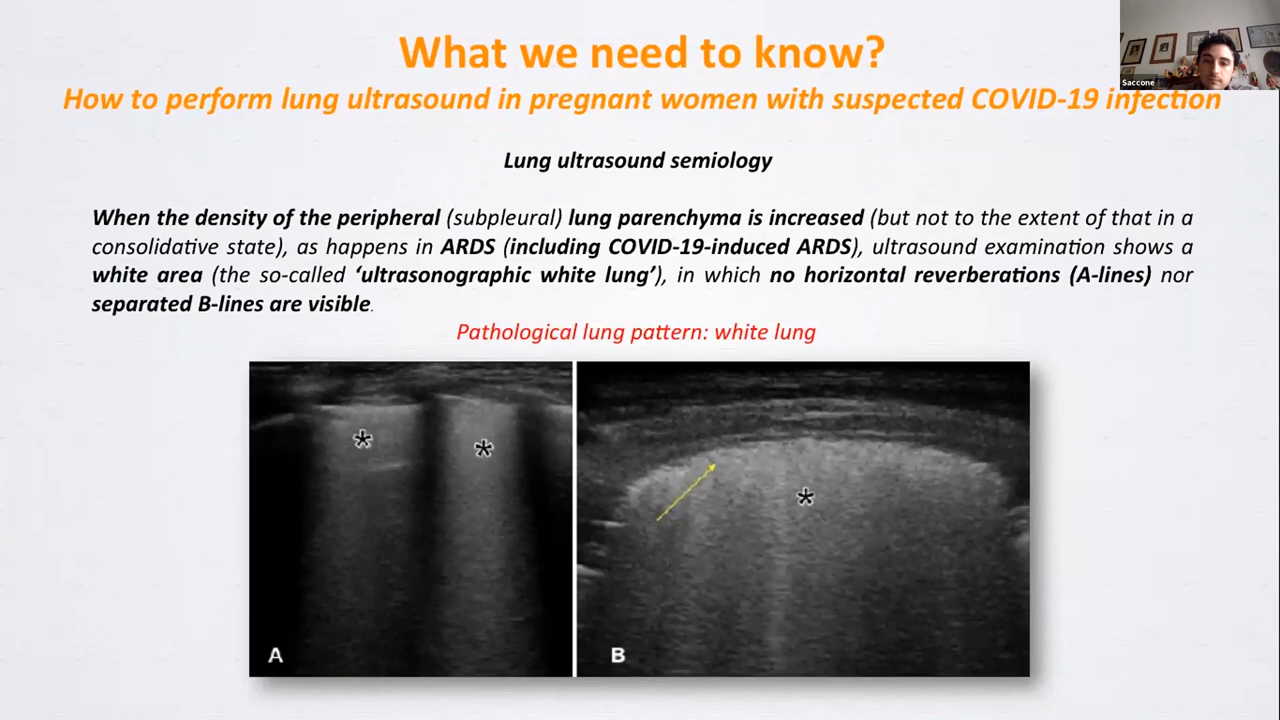 What we need to know?
How to perform lung ultrasound in pregnant women with suspected COVID-19 infection
Saccone
Lung ultrasound semiology
When the density of the peripheral (subpleural) lung parenchyma is increased (but not to the extent of that in a
consolidative state), as happens in ARDS (including COVID-19-induced ARDS), ultrasound examination shows a
white area (the so-called ‘ultrasonographic white lung’), in which no horizontal reverberations (A-lines) nor
separated B-lines are visible.
Pathological lung pattern: white lung
* * *
A B